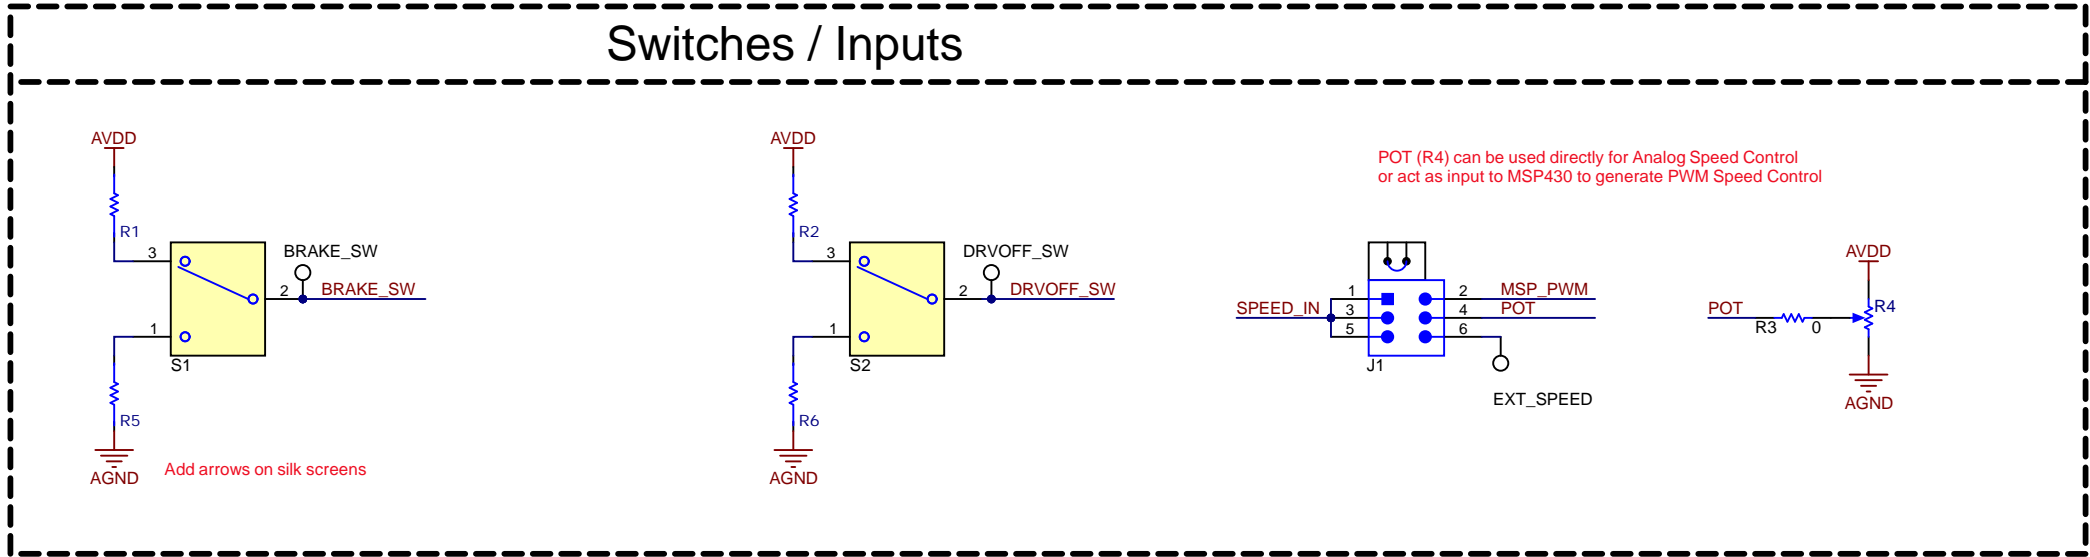 Switches / Inputs
AVDD
R1
3
BRAKE_SW
2
BRAKE_SW
1
S1
R5
AGND
Add arrows on silk screens
AVDD
R2
3
DRVOFF_SW
2
DRVOFF_SW
1
S2
R6
AGND
POT (R4) can be used directly for Analog Speed Control
or act as input to MSP430 to generate PWM Speed Control
SPEED_IN
1
2
MSP_PWM
3
4
POT
5
6
J1
EXT_SPEED
AVDD
POT
R3
0
R4
AGND